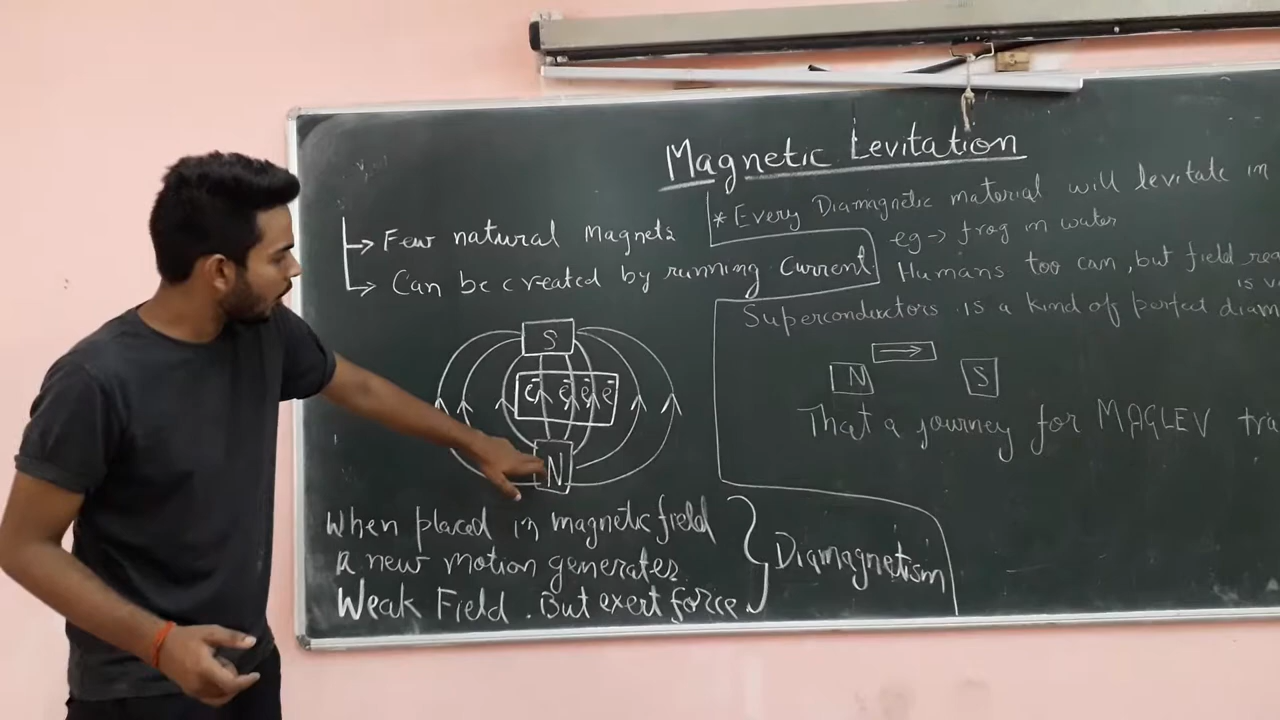 Magnetic Levitation
Few natural Magnets
Can be created by running Current
S
e⁻ e⁻ e⁻ e⁻
N
When placed in magnetic field
a new motion generates.
Weak Field. But exert force
Diamagnetism
* Every Diamagnetic material will levitate in
eg → frog in water
Humans too can, but field
is
Superconductors is a kind of perfect
N → S
That a journey for MAGLEV